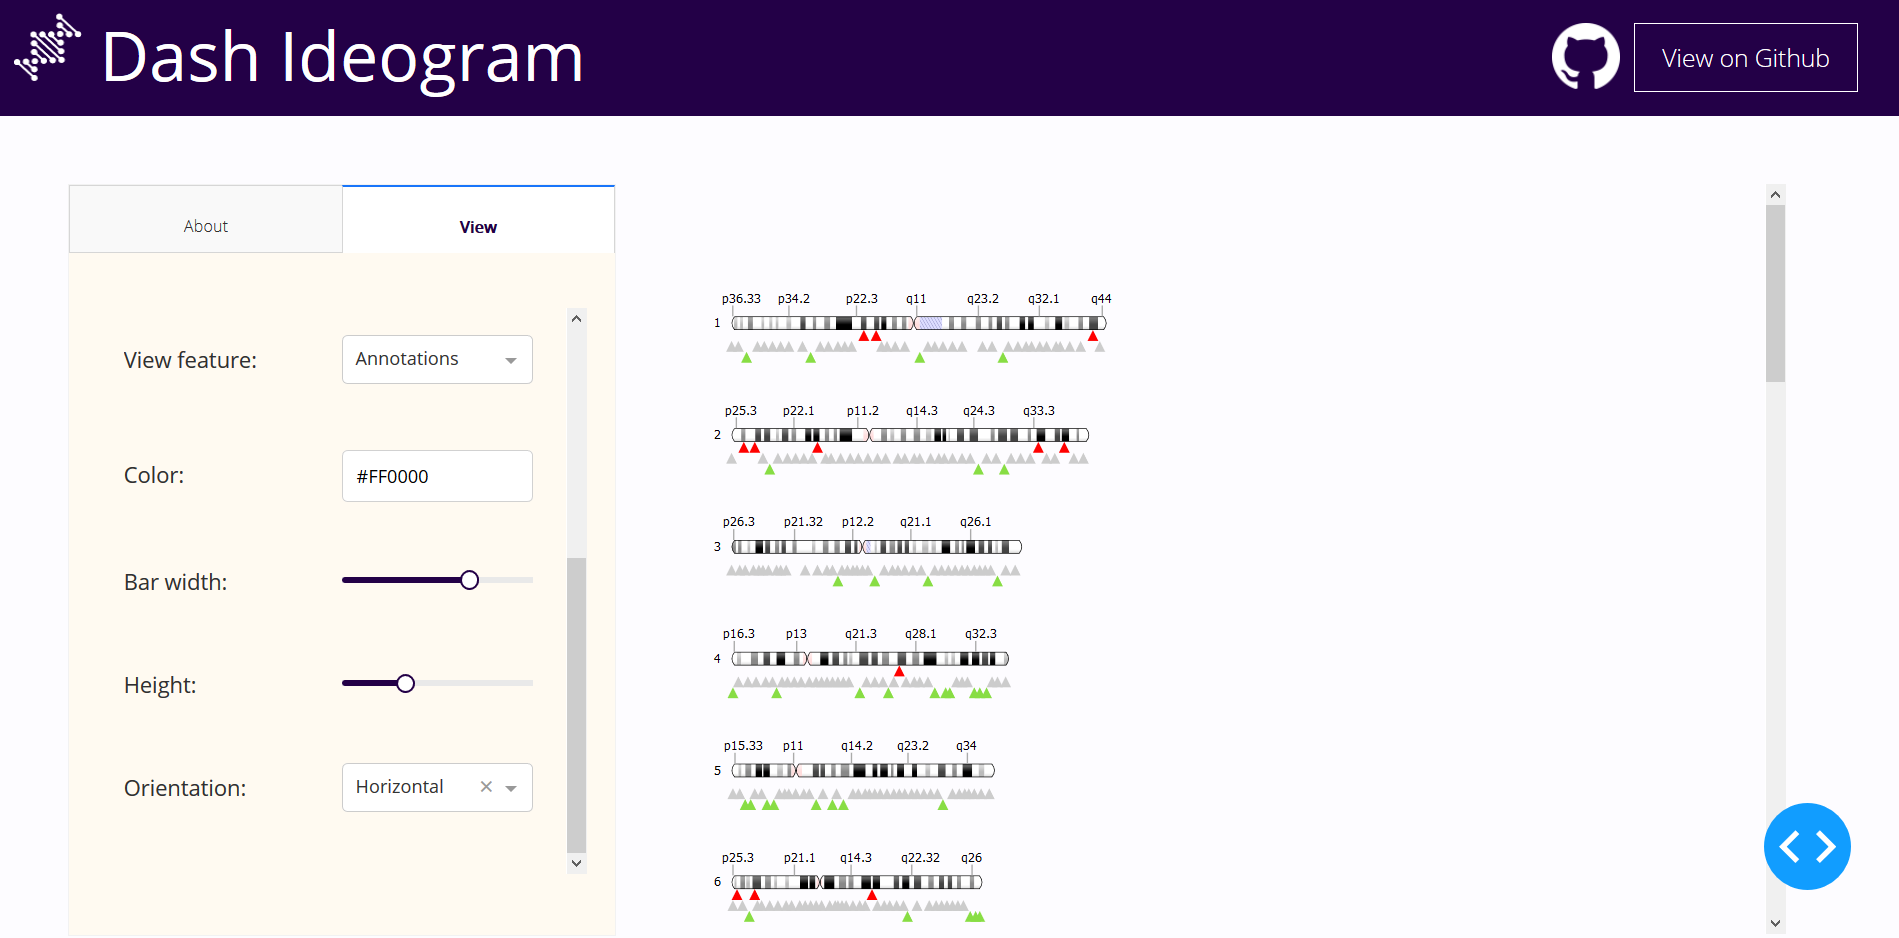 Dash Ideogram
View on Github
About
View
View feature:
Annotations
Color:
#FF0000
Bar width:
Height:
Orientation:
Horizontal
p36.33 p34.2 p22.3 q11 q23.2 q32.1 q44
1
p25.3 p22.1 p11.2 q14.3 q24.3 q33.3
2
p26.3 p21.32 p12.2 q21.1 q26.1
3
p16.3 p13 q21.3 q28.1 q32.3
4
p15.33 p11 q14.2 q23.2 q34
5
p25.3 p21.1 q14.3 q22.32 q26
6